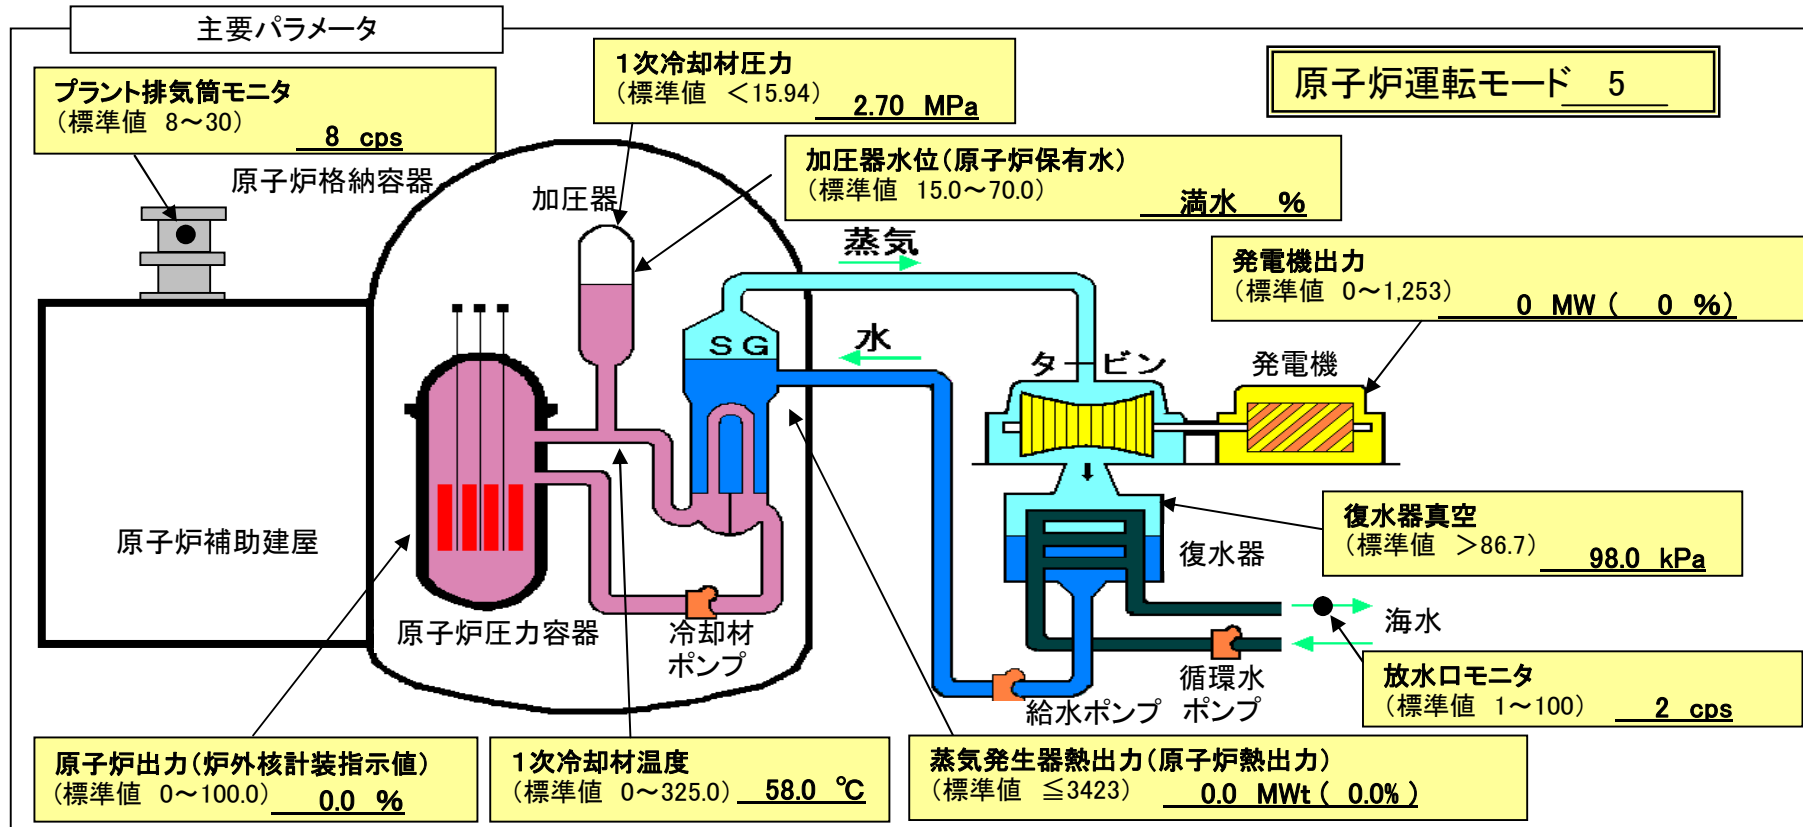 主要パラメータ
プラント排気筒モニタ
(標準値 8～30) 8 cps
1次冷却材圧力
(標準値 ＜15.94) 2.70 MPa
原子炉運転モード 5
加圧器水位(原子炉保有水)
(標準値 15.0～70.0) 満水 %
原子炉格納容器
加圧器
蒸気
発電機出力
(標準値 0～1,253) 0 MW ( 0 %)
SG
水
タービン
発電機
原子炉補助建屋
復水器真空
(標準値 ＞86.7) 98.0 kPa
復水器
原子炉圧力容器
冷却材
ポンプ
海水
循環水
ポンプ
給水ポンプ
放水口モニタ
(標準値 1～100) 2 cps
原子炉出力(炉外核計装指示値)
(標準値 0～100.0) 0.0 %
1次冷却材温度
(標準値 0～325.0) 58.0 ℃
蒸気発生器熱出力(原子炉熱出力)
(標準値 ≦3423) 0.0 MWt ( 0.0% )